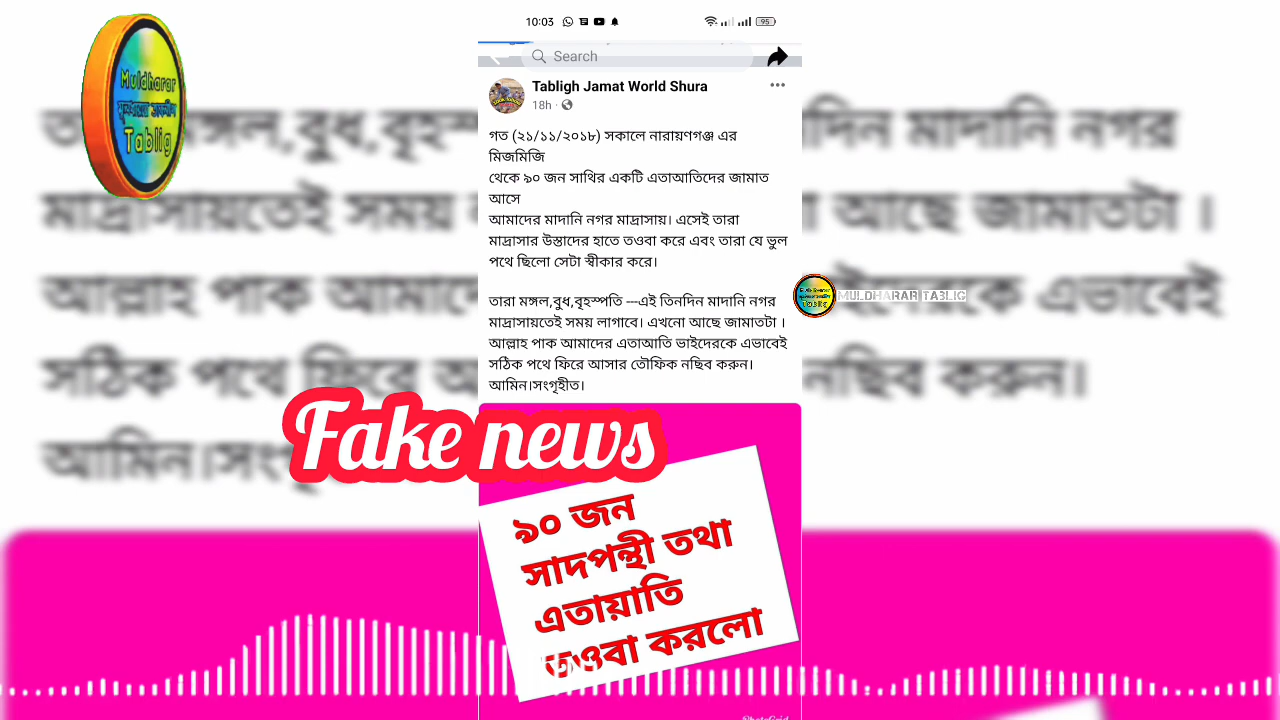 10:03
95
Search
Tabligh Jamat World Shura
18h
গত (২১/১১/২০১৮) সকালে নারায়ণগঞ্জ এর
মিজমিজি
থেকে ৯০ জন সাথির একটি এতাআতিদের জামাত
আসে
আমাদের মাদানি নগর মাদ্রাসায়। এসেই তারা
মাদ্রাসার উস্তাদের হাতে তওবা করে এবং তারা যে ভুল
পথে ছিলো সেটা স্বীকার করে।
তারা মঙ্গল,বুধ,বৃহস্পতি ---এই তিনদিন মাদানি নগর
মাদ্রাসায়তেই সময় লাগাবে। এখনো আছে জামাতটা ।
আল্লাহ পাক আমাদের এতাআতি ভাইদেরকে এভাবেই
সঠিক পথে ফিরে আসার তৌফিক নছিব করুন।
আমিন।সংগৃহীত।
Fake news
৯০ জন
সাদপন্থী তথা
এতায়াতি
তওবা করলো
Muldharar
Tablig
MULDHARAR TABLIG